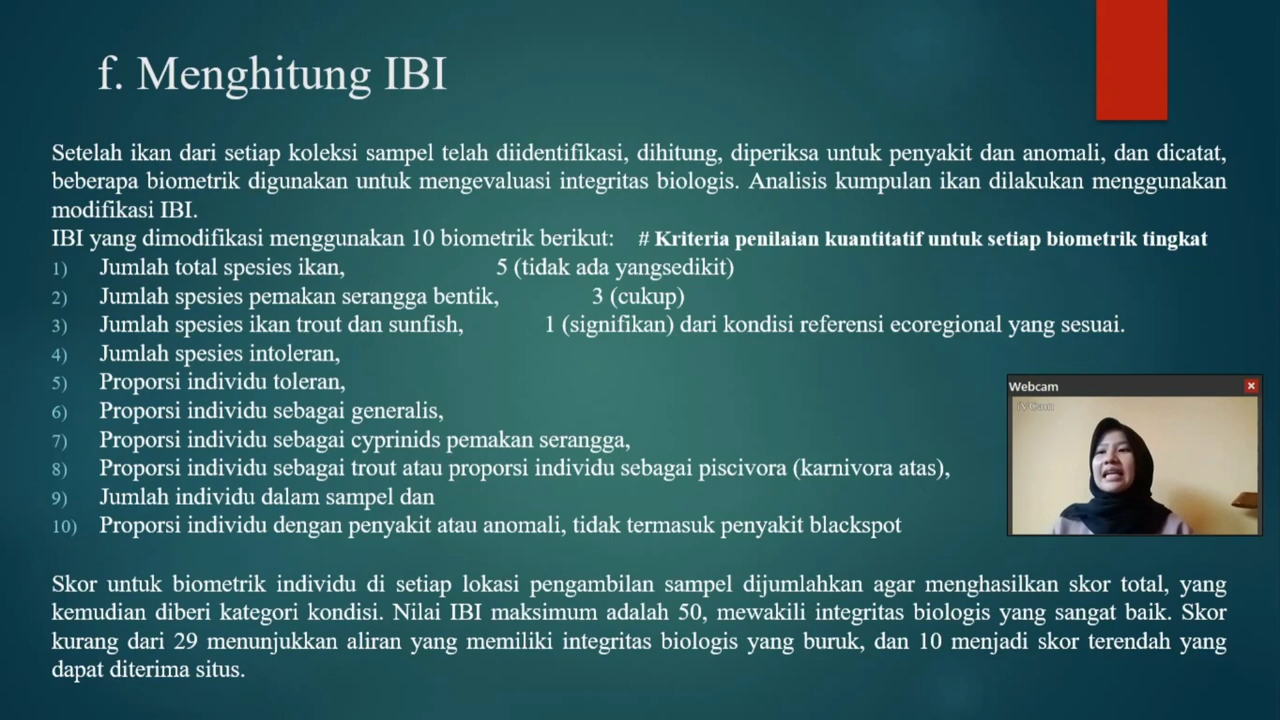 f. Menghitung IBI
Setelah ikan dari setiap koleksi sampel telah diidentifikasi, dihitung, diperiksa untuk penyakit dan anomali, dan dicatat,
beberapa biometrik digunakan untuk mengevaluasi integritas biologis. Analisis kumpulan ikan dilakukan menggunakan
modifikasi IBI.
IBI yang dimodifikasi menggunakan 10 biometrik berikut: # Kriteria penilaian kuantitatif untuk setiap biometrik tingkat
1) Jumlah total spesies ikan, 5 (tidak ada yangsedikit)
2) Jumlah spesies pemakan serangga bentik, 3 (cukup)
3) Jumlah spesies ikan trout dan sunfish, 1 (signifikan) dari kondisi referensi ecoregional yang sesuai.
4) Jumlah spesies intoleran,
5) Proporsi individu toleran,
6) Proporsi individu sebagai generalis,
7) Proporsi individu sebagai cyprinids pemakan serangga,
8) Proporsi individu sebagai trout atau proporsi individu sebagai piscivora (karnivora atas),
9) Jumlah individu dalam sampel dan
10) Proporsi individu dengan penyakit atau anomali, tidak termasuk penyakit blackspot
Webcam
iVCam
Skor untuk biometrik individu di setiap lokasi pengambilan sampel dijumlahkan agar menghasilkan skor total, yang
kemudian diberi kategori kondisi. Nilai IBI maksimum adalah 50, mewakili integritas biologis yang sangat baik. Skor
kurang dari 29 menunjukkan aliran yang memiliki integritas biologis yang buruk, dan 10 menjadi skor terendah yang
dapat diterima situs.